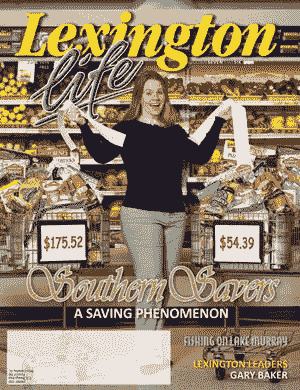 Lexington
life
$175.52
$54.39
Southern Savers
A SAVING PHENOMENON
FISHING ON LAKE MURRAY
LEXINGTON LEADERS
GARY BAKER